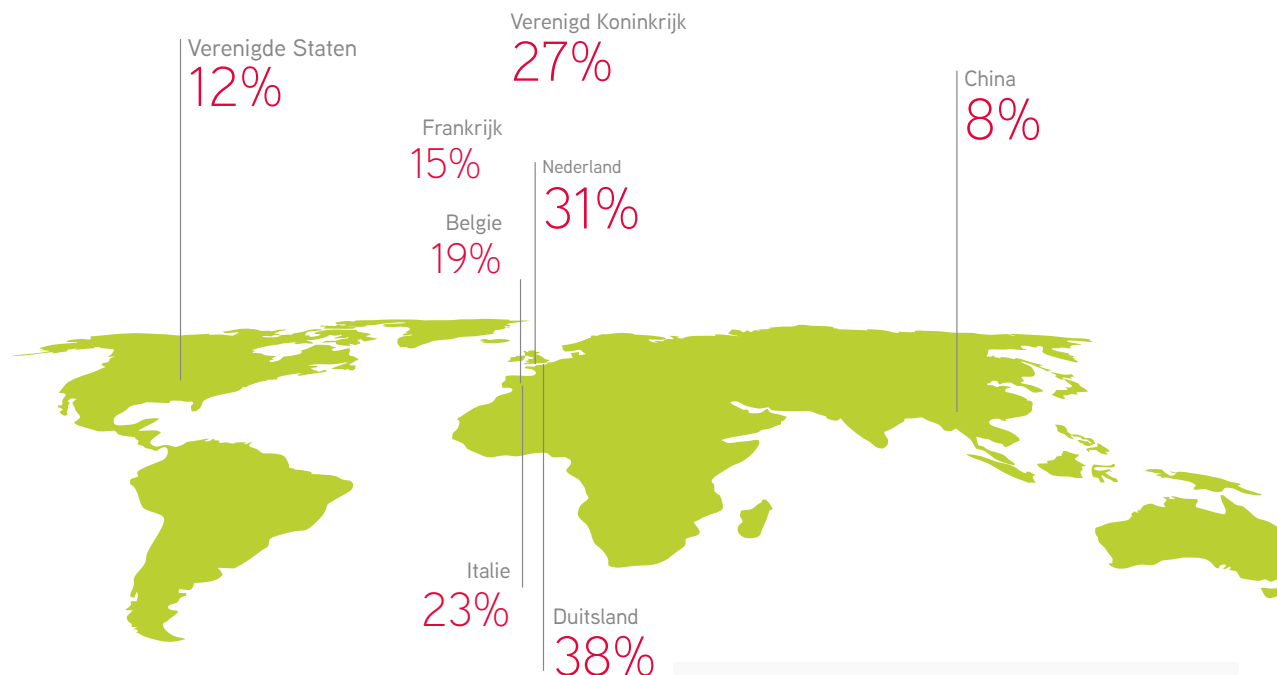 Verenigd Koninkrijk
27%
Verenigde Staten
12%
China
8%
Frankrijk
15%
Nederland
31%
Belgie
19%
Italie
23%
Duitsland
38%